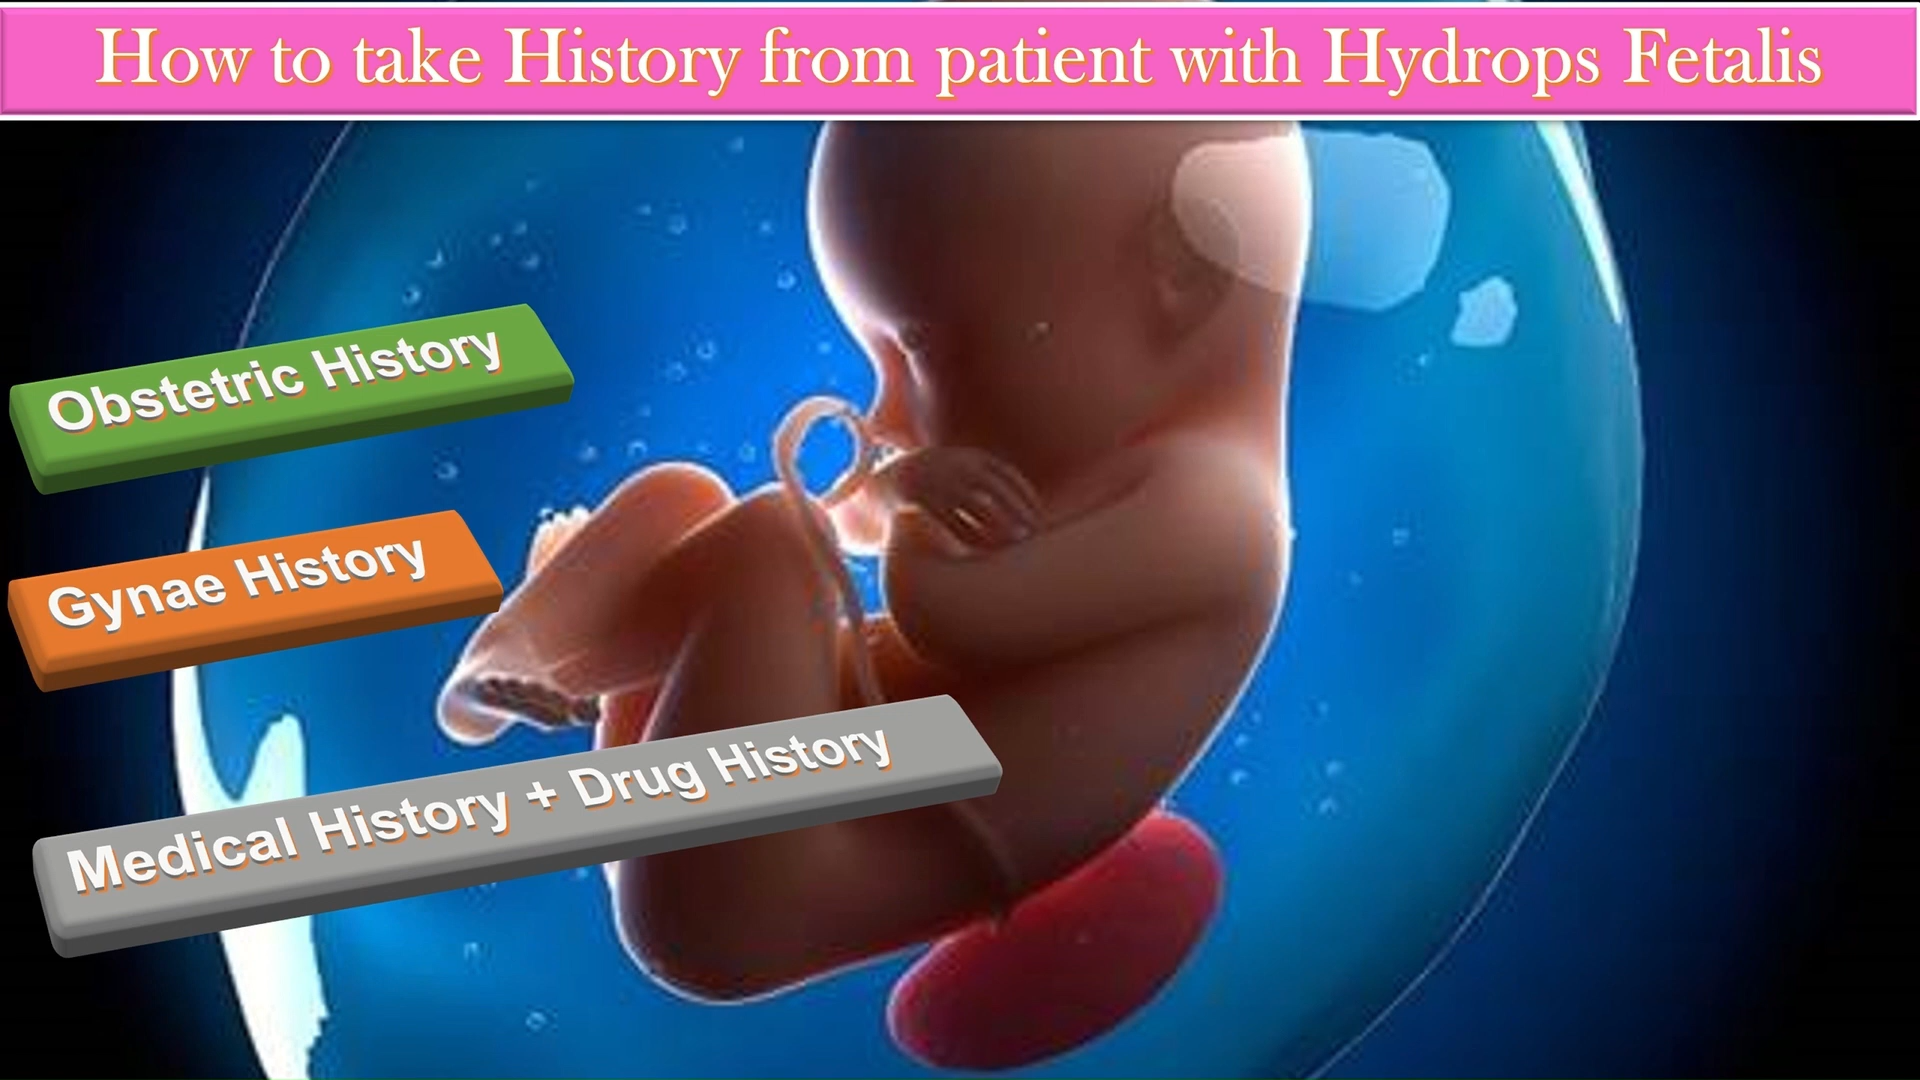 How to take History from patient with Hydrops Fetalis
Obstetric History
Gynae History
Medical History + Drug History